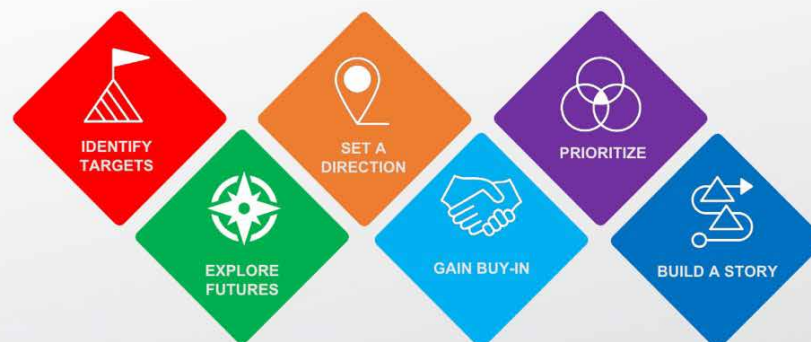 IDENTIFY
TARGETS
EXPLORE
FUTURES
SET A
DIRECTION
GAIN BUY-IN
PRIORITIZE
BUILD A STORY